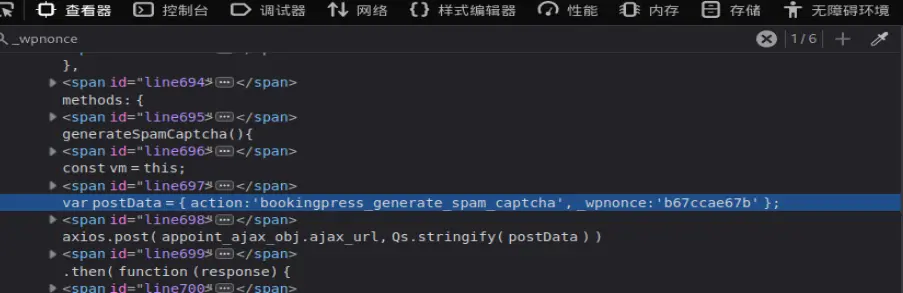 查看器 控制台 调试器 网络 样式编辑器 性能 内存 存储 无障碍环境
_wpnonce 1/6
},
<span id="line694"></span>
methods: {
<span id="line695"></span>
generateSpamCaptcha(){
<span id="line696"></span>
const vm = this;
<span id="line697"></span>
var postData = { action:'bookingpress_generate_spam_captcha', _wpnonce:'b67ccae67b' };
<span id="line698"></span>
axios.post( appoint_ajax_obj.ajax_url, Qs.stringify( postData ) )
<span id="line699"></span>
.then( function (response) {
<span id="line700"></span>